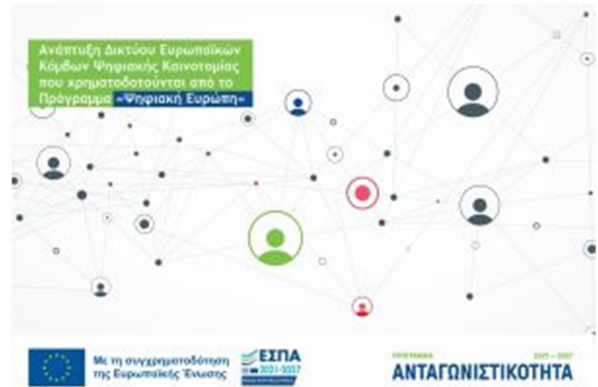 Ανάπτυξη Δικτύου Ευρωπαϊκών
Κόμβων Ψηφιακής Καινοτομίας
που χρηματοδοτούνται από το
Πρόγραμμα «Ψηφιακή Ευρώπη»
Με τη συγχρηματοδότηση
της Ευρωπαϊκής Ένωσης
ΕΣΠΑ
2021-2027
ΠΡΟΓΡΑΜΜΑ 2021 – 2027
ΑΝΤΑΓΩΝΙΣΤΙΚΟΤΗΤΑ